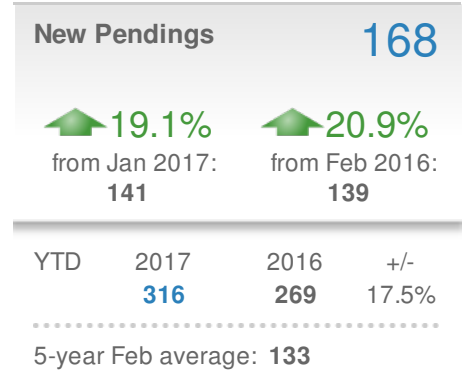 New Pendings 168
19.1% 20.9%
from Jan 2017: from Feb 2016:
141 139
YTD 2017 2016 +/-
316 269 17.5%
5-year Feb average: 133